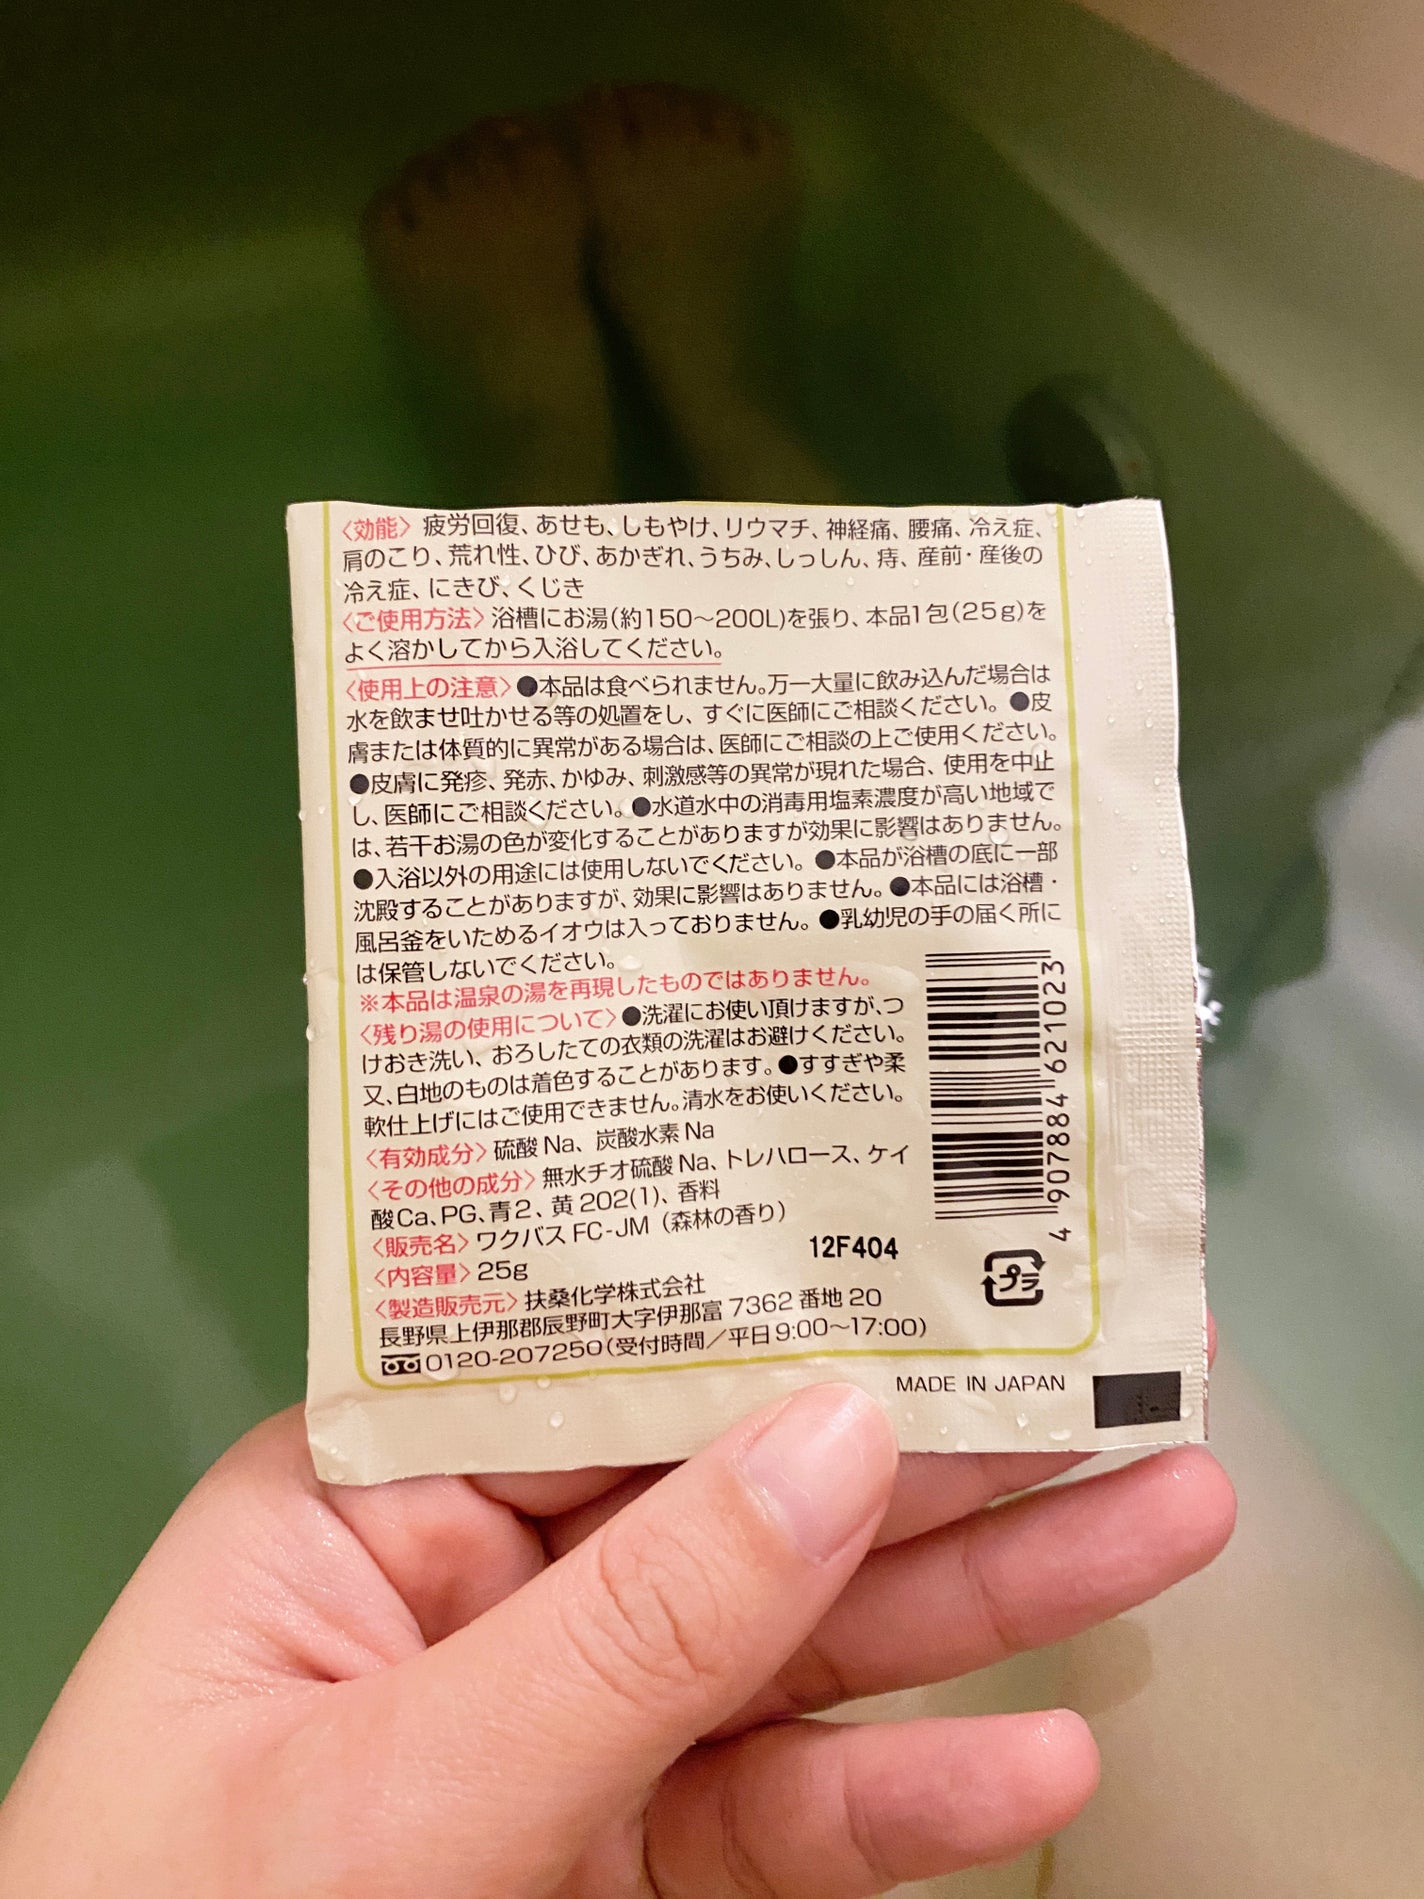 〈効能〉 疲労回復、あせも、しもやけ、リウマチ、神経痛、腰痛、冷え症、
肩のこり、荒れ性、ひび、あかぎれ、うちみ、しっしん、痔、産前・産後の
冷え症、にきび、くじき
〈ご使用方法〉浴槽にお湯(約150〜200L)を張り、本品1包(25g)を
よく溶かしてから入浴してください。
〈使用上の注意〉●本品は食べられません。万一大量に飲み込んだ場合は
水を飲ませ吐かせる等の処置をし、すぐに医師にご相談ください。●皮
膚または体質的に異常がある場合は、医師にご相談の上ご使用ください。
●皮膚に発疹、発赤、かゆみ、刺激感等の異常が現れた場合、使用を中止
し、医師にご相談ください。●水道水中の消毒用塩素濃度が高い地域で
は、若干お湯の色が変化することがありますが効果に影響はありません。
●入浴以外の用途には使用しないでください。●本品が浴槽の底に一部
沈殿することがありますが、効果に影響はありません。●本品には浴槽・
風呂釜をいためるイオウは入っておりません。●乳幼児の手の届く所に
は保管しないでください。
※本品は温泉の湯を再現したものではありません。
〈残り湯の使用について〉●洗濯にお使い頂けますが、つ
けおき洗い、おろしたての衣類の洗濯はお避けください。
又、白地のものは着色することがあります。●すすぎや柔
軟仕上げにはご使用できません。清水をお使いください。
〈有効成分〉硫酸Na、炭酸水素Na
〈その他の成分〉無水チオ硫酸Na、トレハロース、ケイ
酸Ca、PG、青2、黄202(1)、香料
〈販売名〉ワクバスFC-JM（森林の香り）
〈内容量〉25g
12F404
〈製造販売元〉扶桑化学株式会社
長野県上伊那郡辰野町大字伊那富7362番地20
0120-207250(受付時間／平日9:00〜17:00)
4 907884 621023
プラ
MADE IN JAPAN